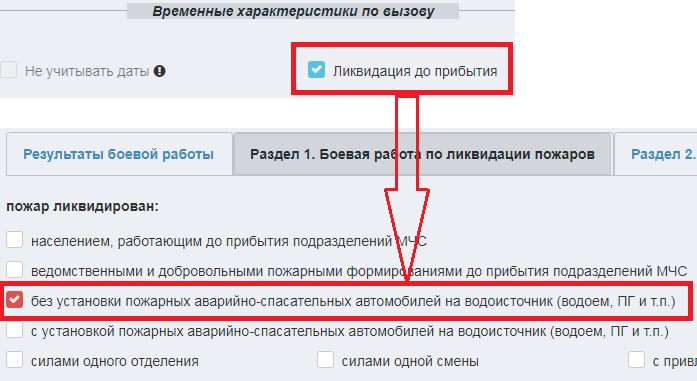 Временные характеристики по вызову
Не учитывать даты
Ликвидация до прибытия
Результаты боевой работы
Раздел 1. Боевая работа по ликвидации пожаров
Раздел 2.
пожар ликвидирован:
населением, работающим до прибытия подразделений МЧС
ведомственными и добровольными пожарными формированиями до прибытия подразделений МЧС
без установки пожарных аварийно-спасательных автомобилей на водоисточник (водоем, ПГ и т.п.)
с установкой пожарных аварийно-спасательных автомобилей на водоисточник (водоем, ПГ и т.п.)
силами одного отделения
силами одной смены
с